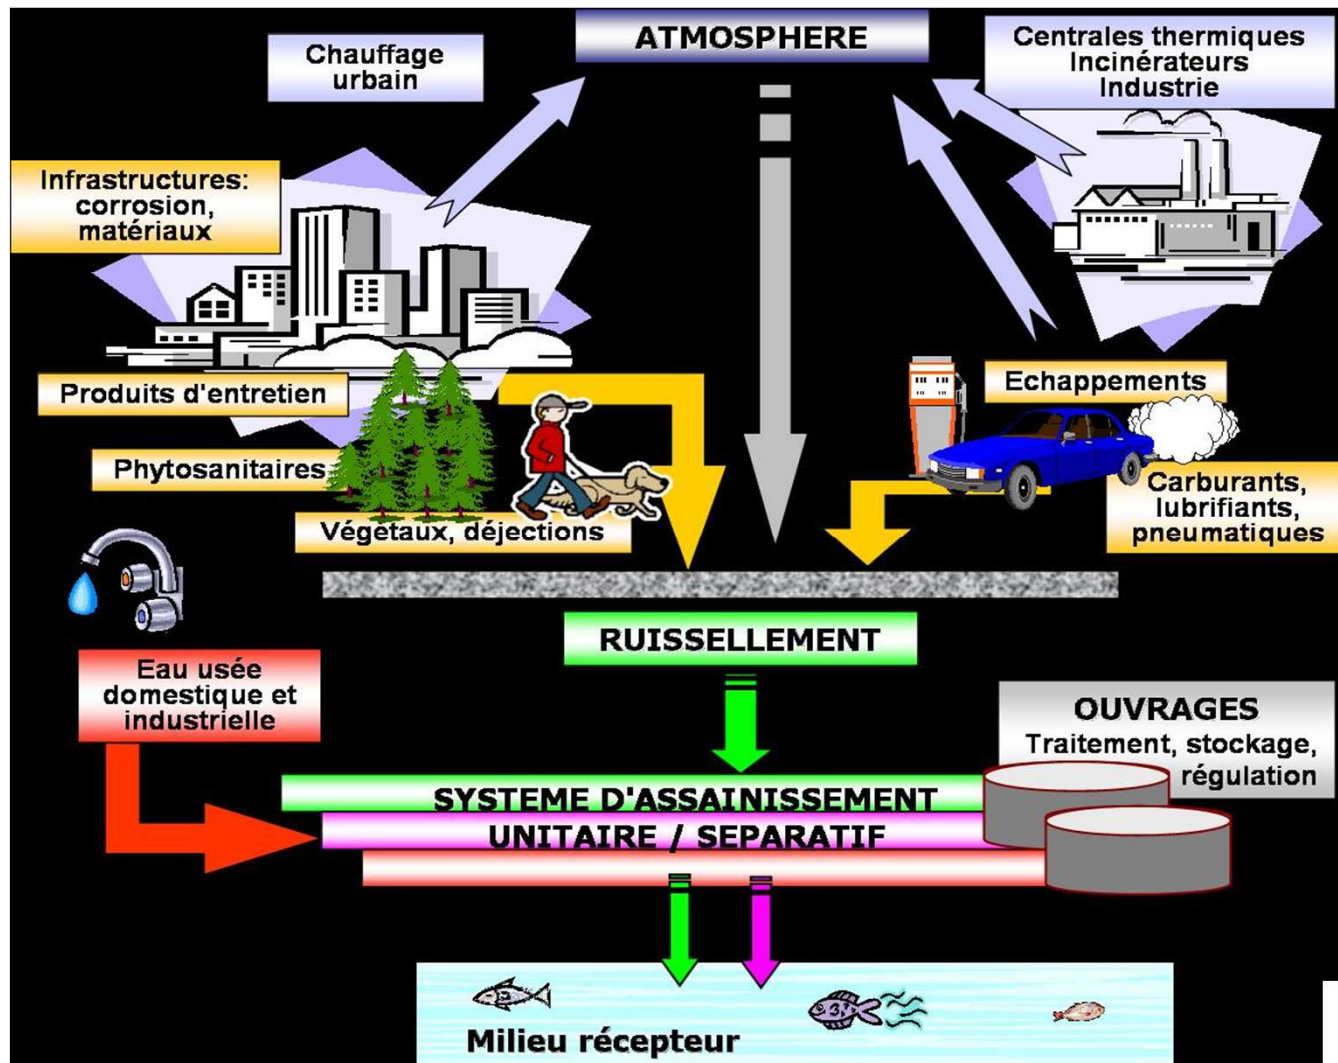 ATMOSPHERE
Chauffage
urbain
Centrales thermiques
Incinérateurs
Industrie
Infrastructures:
corrosion,
matériaux
Produits d'entretien
Echappements
Phytosanitaires
Végetaux, déjections
Carburants,
lubrifiants,
pneumatiques
RUISSELLEMENT
Eau usée
domestique et
industrielle
OUVRAGES
Traitement, stockage,
régulation
SYSTEME D'ASSAINISSEMENT
UNITAIRE / SEPARATIF
Milieu récepteur